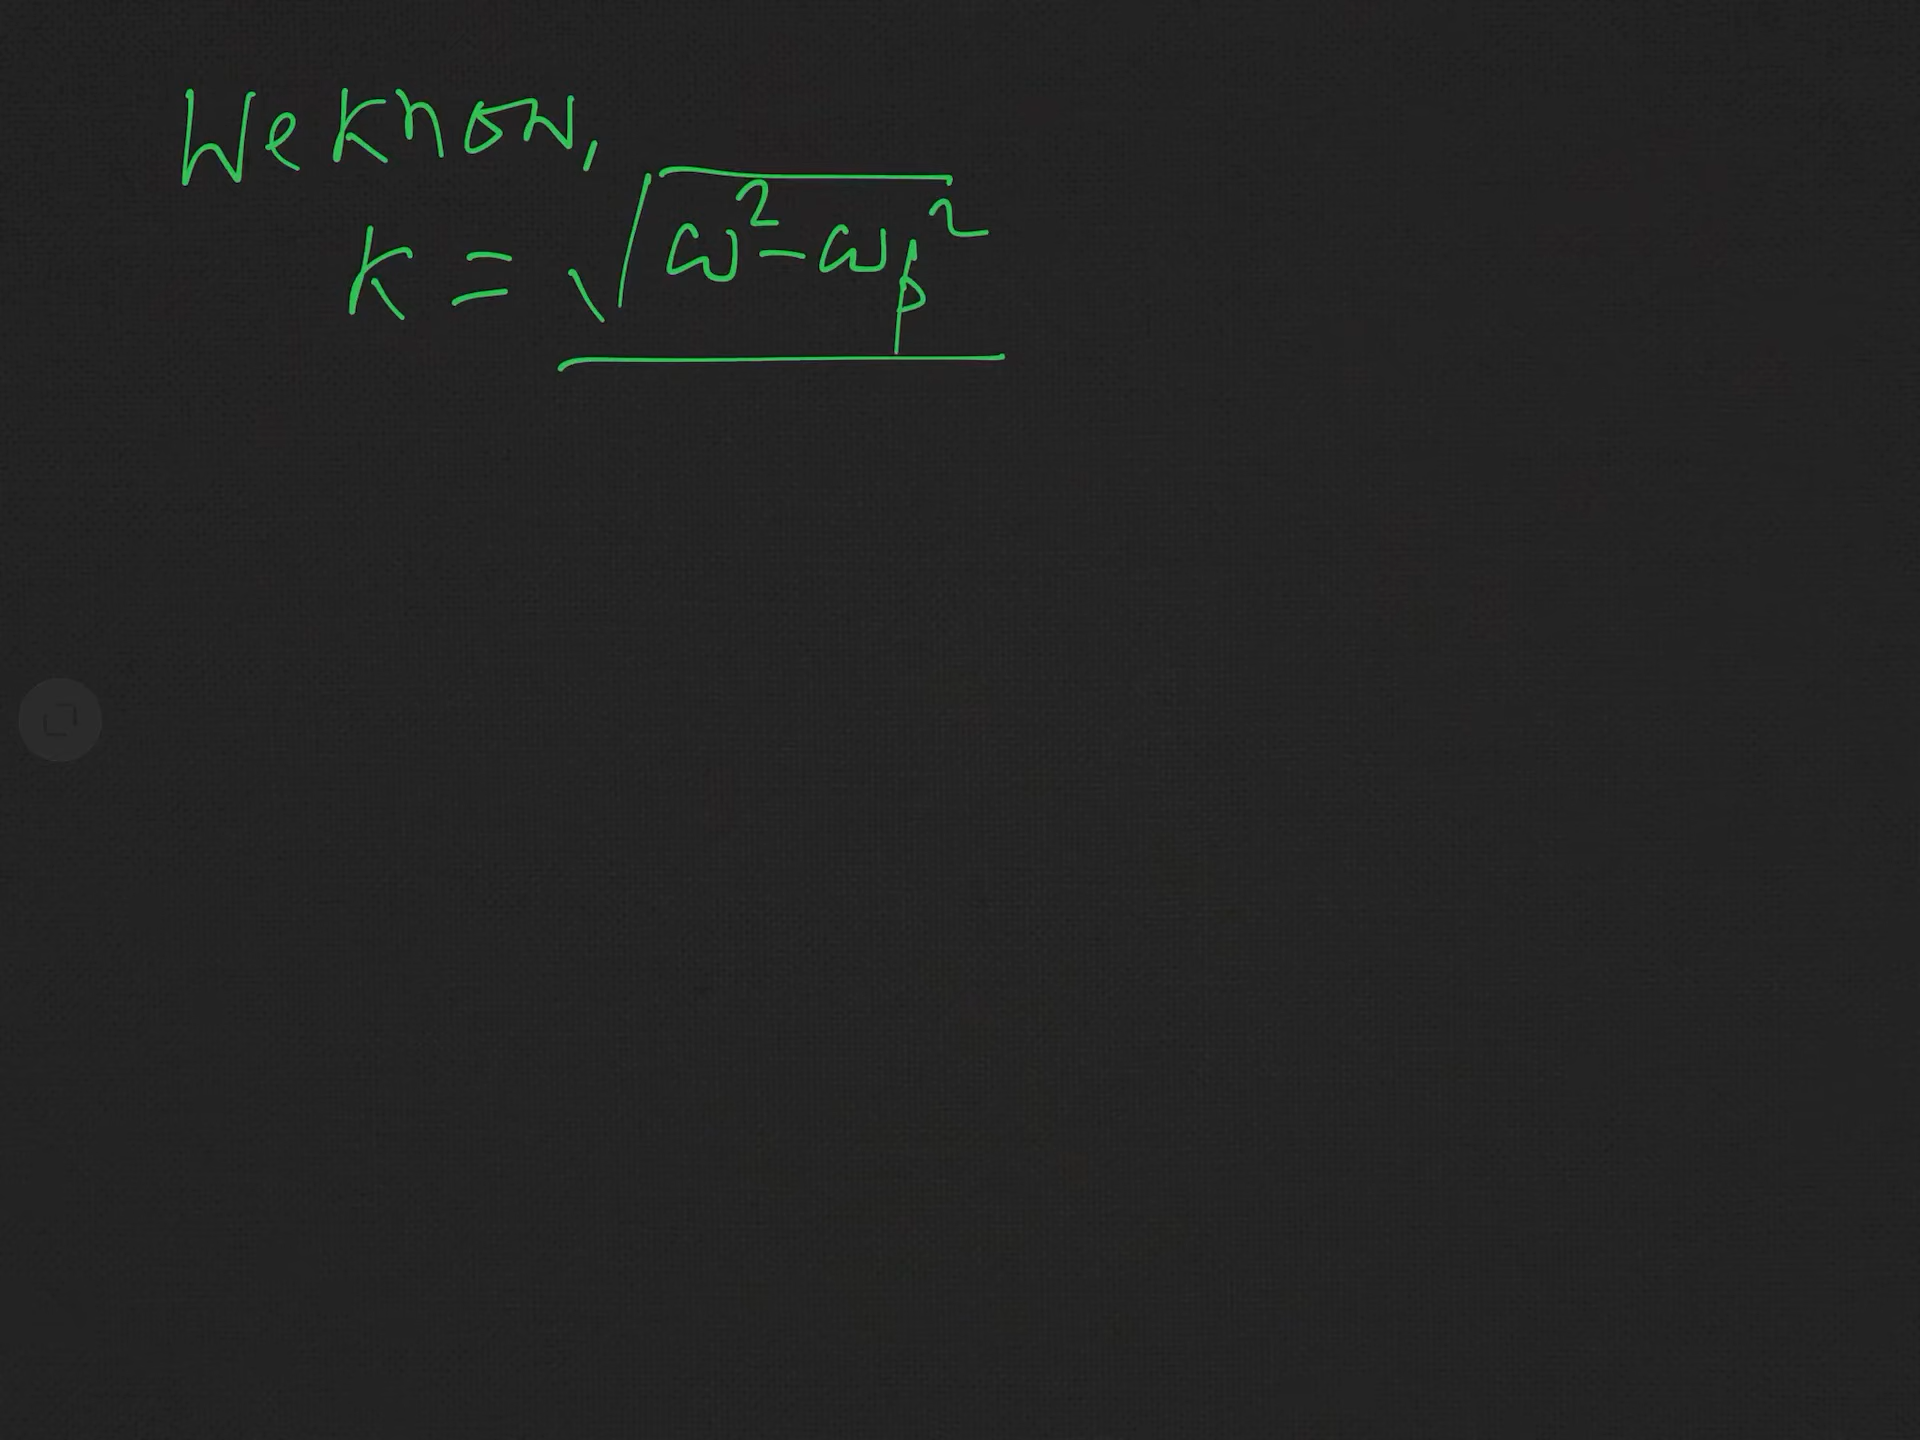 We know,
k = √(ω² - ωp²)